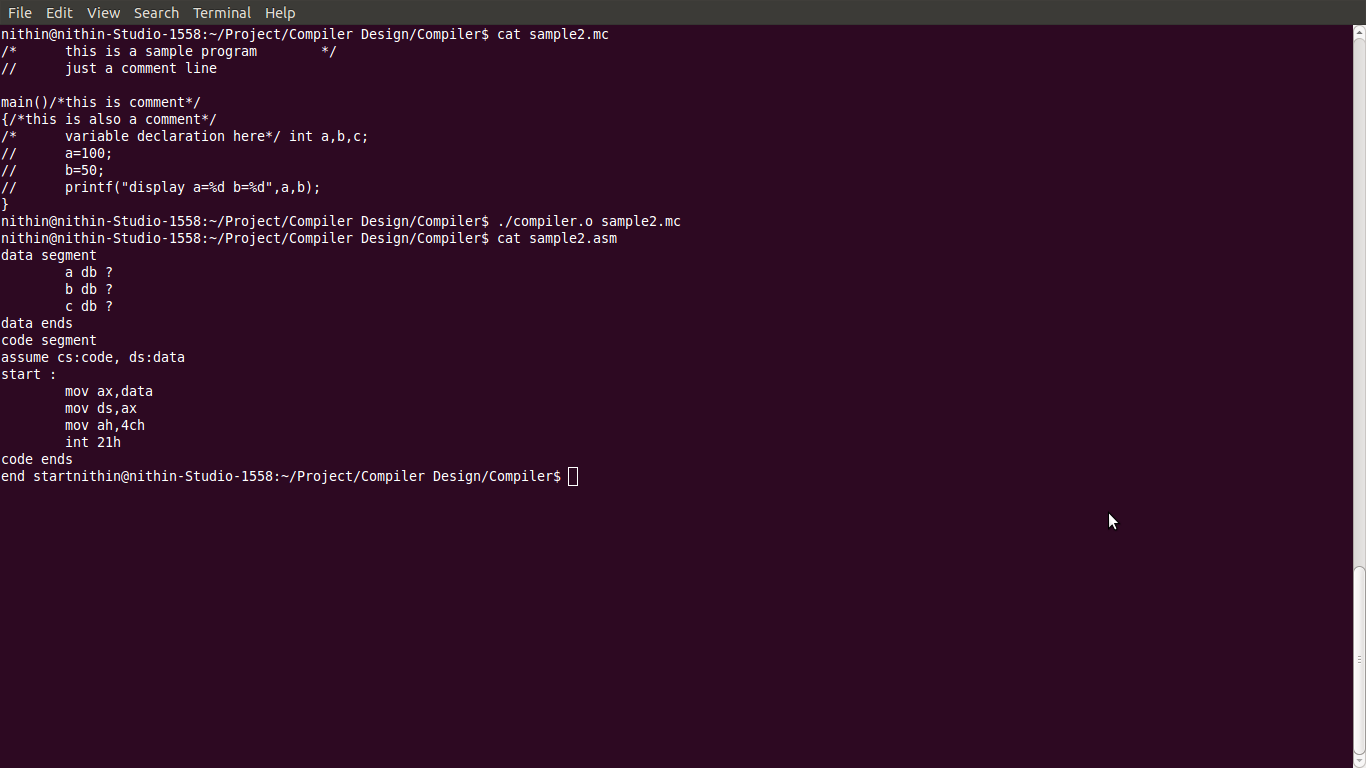 File Edit View Search Terminal Help
nithin@nithin-Studio-1558:~/Project/Compiler Design/Compiler$ cat sample2.mc
/*      this is a sample program        */
//      just a comment line

main()/*this is comment*/
{/*this is also a comment*/
/*      variable declaration here*/ int a,b,c;
//      a=100;
//      b=50;
//      printf("display a=%d b=%d",a,b);
}
nithin@nithin-Studio-1558:~/Project/Compiler Design/Compiler$ ./compiler.o sample2.mc
nithin@nithin-Studio-1558:~/Project/Compiler Design/Compiler$ cat sample2.asm
data segment
        a db ?
        b db ?
        c db ?
data ends
code segment
assume cs:code, ds:data
start :
        mov ax,data
        mov ds,ax
        mov ah,4ch
        int 21h
code ends
end startnithin@nithin-Studio-1558:~/Project/Compiler Design/Compiler$